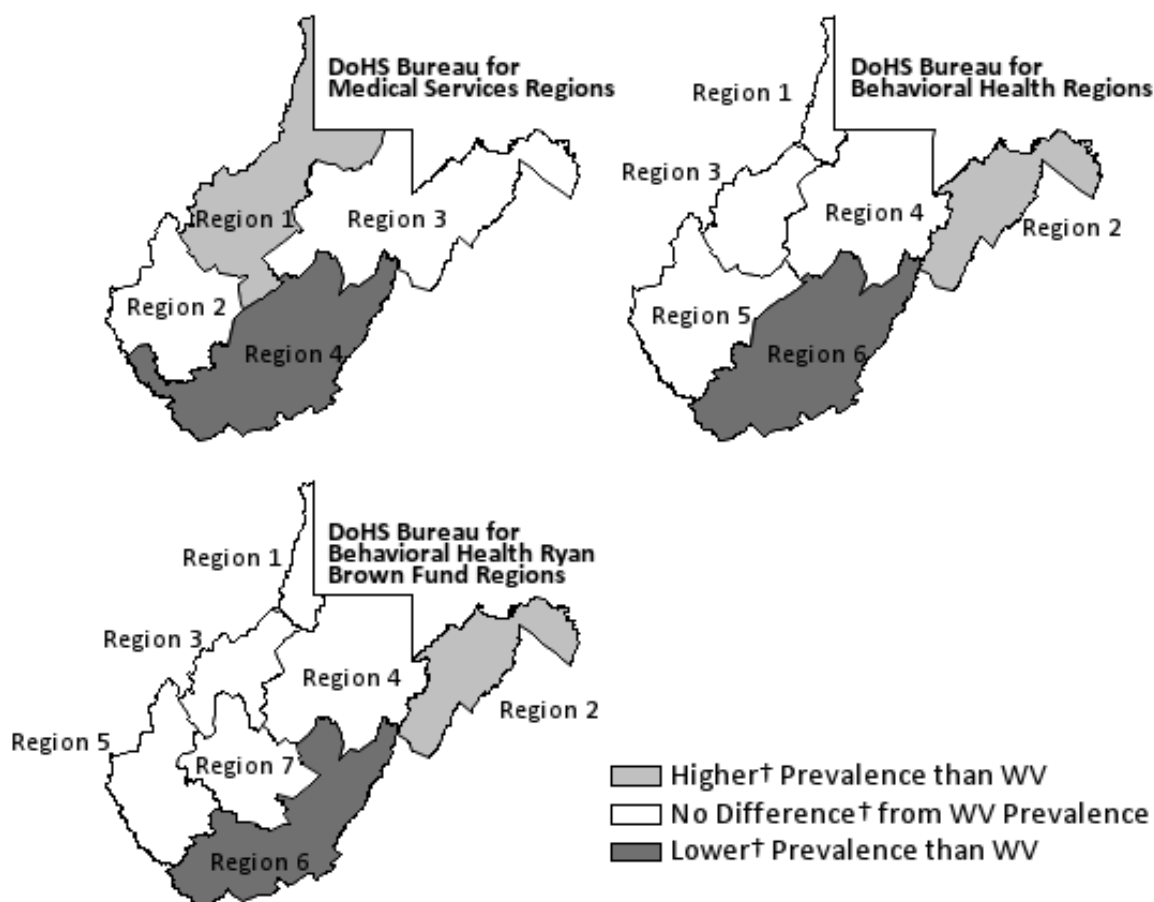 DoHS Bureau for
Medical Services Regions
Region 1
Region 3
Region 2
Region 4
DoHS Bureau for
Behavioral Health Regions
Region 1
Region 3
Region 4
Region 2
Region 5
Region 6
DoHS Bureau for
Behavioral Health Ryan
Brown Fund Regions
Region 1
Region 3
Region 4
Region 2
Region 5
Region 7
Region 6
Higher† Prevalence than WV
No Difference† from WV Prevalence
Lower† Prevalence than WV